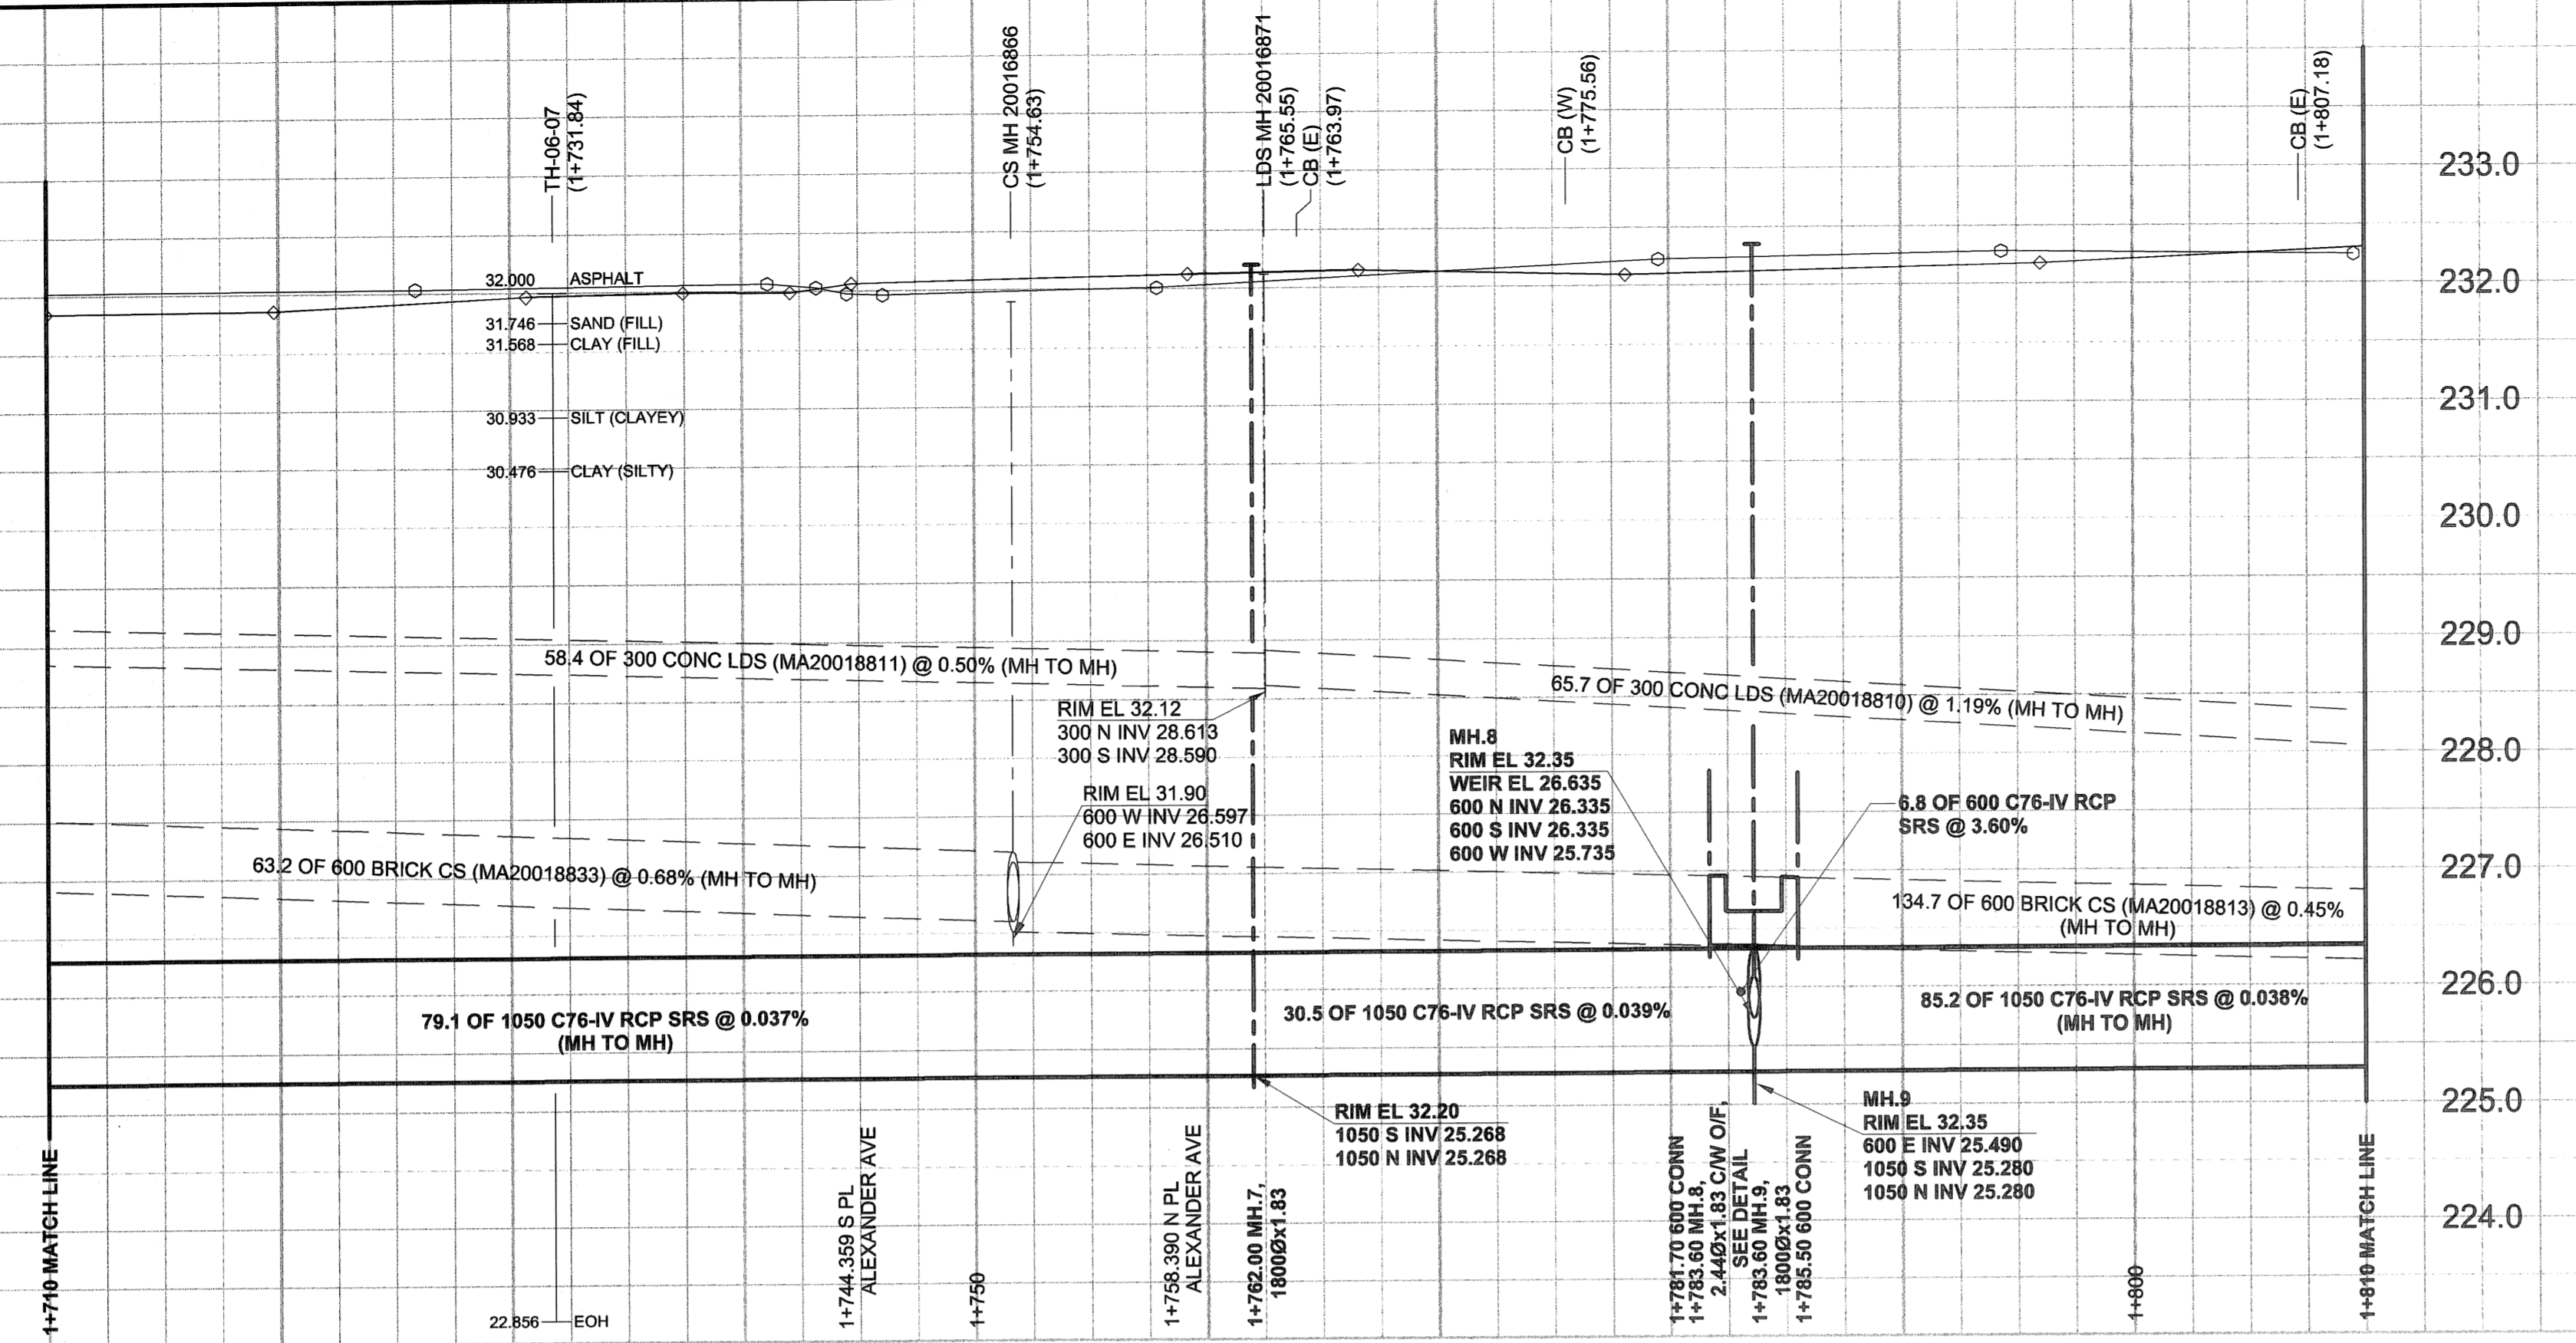 TH-06-07
(1+731.84)
CS MH 20016866
(1+754.63)
LDS MH 20016871
(1+765.55)
CB (E)
(1+763.97)
CB (W)
(1+775.56)
CB (E)
(1+807.18)
233.0
232.0
231.0
230.0
229.0
228.0
227.0
226.0
225.0
224.0
32.000 ASPHALT
31.746 SAND (FILL)
31.568 CLAY (FILL)
30.933 SILT (CLAYEY)
30.476 CLAY (SILTY)
58.4 OF 300 CONC LDS (MA20018811) @ 0.50% (MH TO MH)
65.7 OF 300 CONC LDS (MA20018810) @ 1.19% (MH TO MH)
RIM EL 32.12
300 N INV 28.613
300 S INV 28.590
RIM EL 31.90
600 W INV 26.597
600 E INV 26.510
MH.8
RIM EL 32.35
WEIR EL 26.635
600 N INV 26.335
600 S INV 26.335
600 W INV 25.735
6.8 OF 600 C76-IV RCP
SRS @ 3.60%
63.2 OF 600 BRICK CS (MA20018833) @ 0.68% (MH TO MH)
134.7 OF 600 BRICK CS (MA20018813) @ 0.45%
(MH TO MH)
79.1 OF 1050 C76-IV RCP SRS @ 0.037%
(MH TO MH)
30.5 OF 1050 C76-IV RCP SRS @ 0.039%
85.2 OF 1050 C76-IV RCP SRS @ 0.038%
(MH TO MH)
RIM EL 32.20
1050 S INV 25.268
1050 N INV 25.268
MH.9
RIM EL 32.35
600 E INV 25.490
1050 S INV 25.280
1050 N INV 25.280
1+710 MATCH LINE
22.856 EOH
1+744.359 S PL
ALEXANDER AVE
1+750
1+758.390 N PL
ALEXANDER AVE
1+762.00 MH.7,
1800Øx1.83
1+781.70 600 CONN
1+783.60 MH.8,
2.44Øx1.83 C/W O/F,
SEE DETAIL
1+783.60 MH.9,
1800Øx1.83
1+785.50 600 CONN
1+800
1+810 MATCH LINE